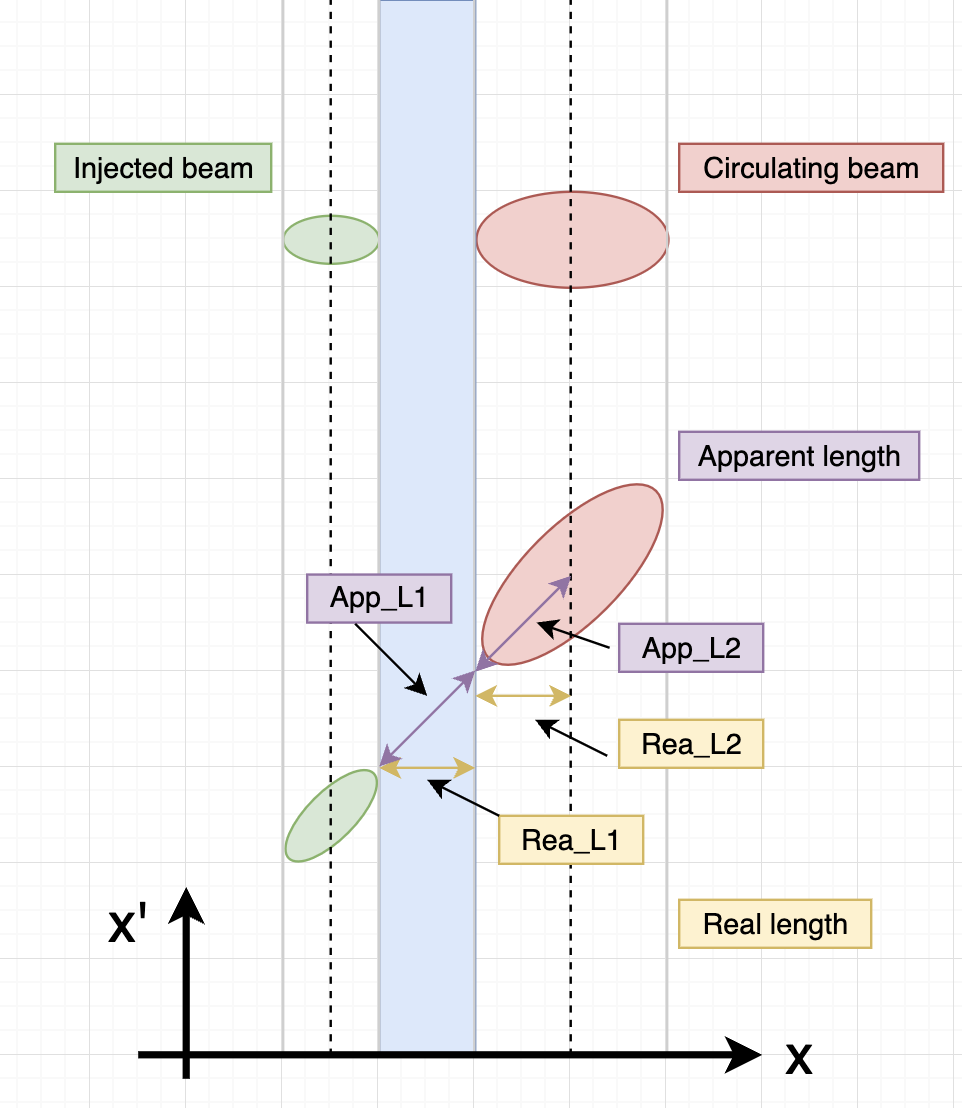 Injected beam
Circulating beam
Apparent length
App_L1
App_L2
Rea_L2
Rea_L1
Real length
X'
X